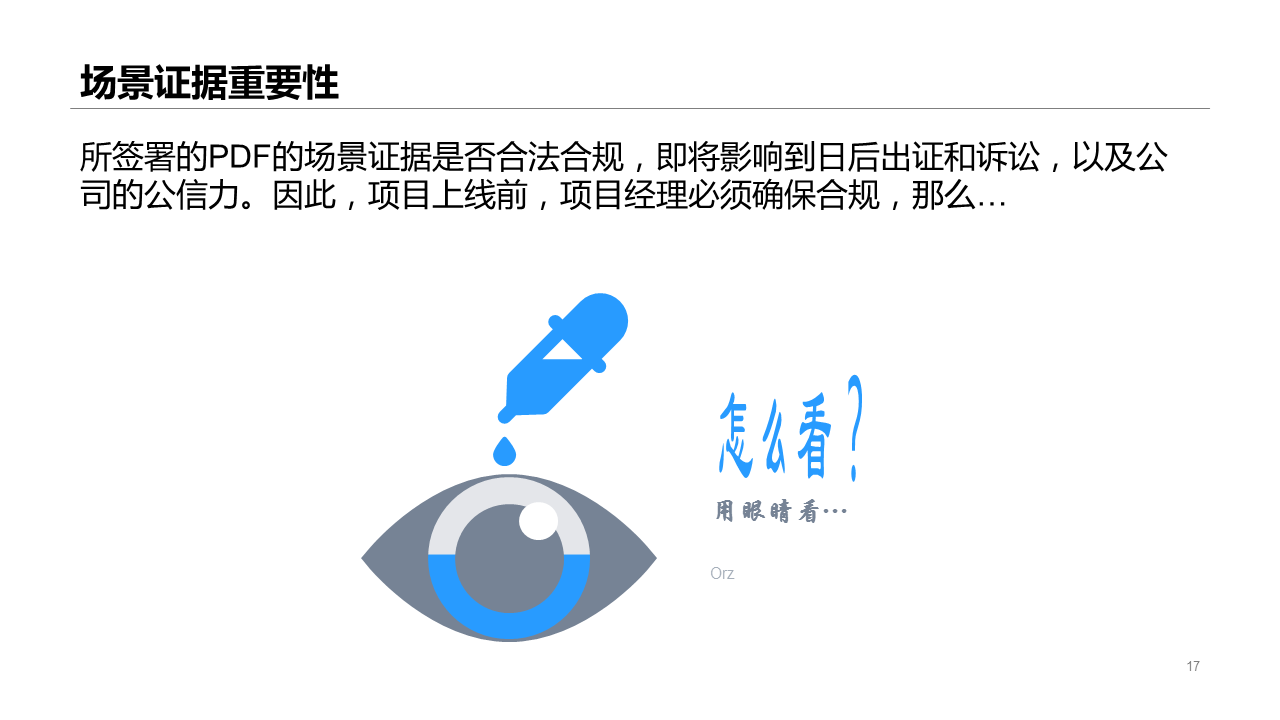 场景证据重要性
所签署的PDF的场景证据是否合法合规，即将影响到日后出证和诉讼，以及公
司的公信力。因此，项目上线前，项目经理必须确保合规，那么…
怎么看？
用眼睛看…
Orz
17